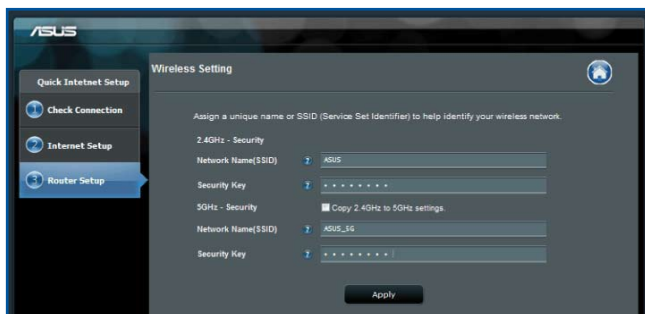 ASUS
Quick Intetnet Setup
1 Check Connection
2 Internet Setup
3 Router Setup
Wireless Setting
Assign a unique name or SSID (Service Set Identifier) to help identify your wireless network.
2.4GHz - Security
Network Name(SSID) ? ASUS
Security Key ? • • • • • • • •
5GHz - Security Copy 2.4GHz to 5GHz settings.
Network Name(SSID) ? ASUS_5G
Security Key ? • • • • • • • •
Apply